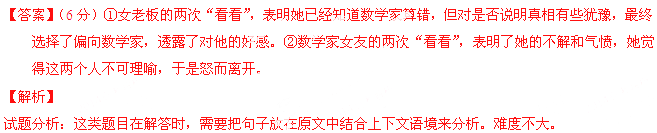 【答案】（6 分）①女老板的两次“看看”，表明她已经知道数学家算错，但对是否说明真相有些犹豫，最终
选择了偏向数学家，透露了对他的好感。②数学家女友的两次“看看”，表明了她的不解和气愤，她觉
得这两个人不可理喻，于是怒而离开。
【解析】
试题分析：这类题目在解答时，需要把句子放在原文中结合上下文语境来分析。难度不大。